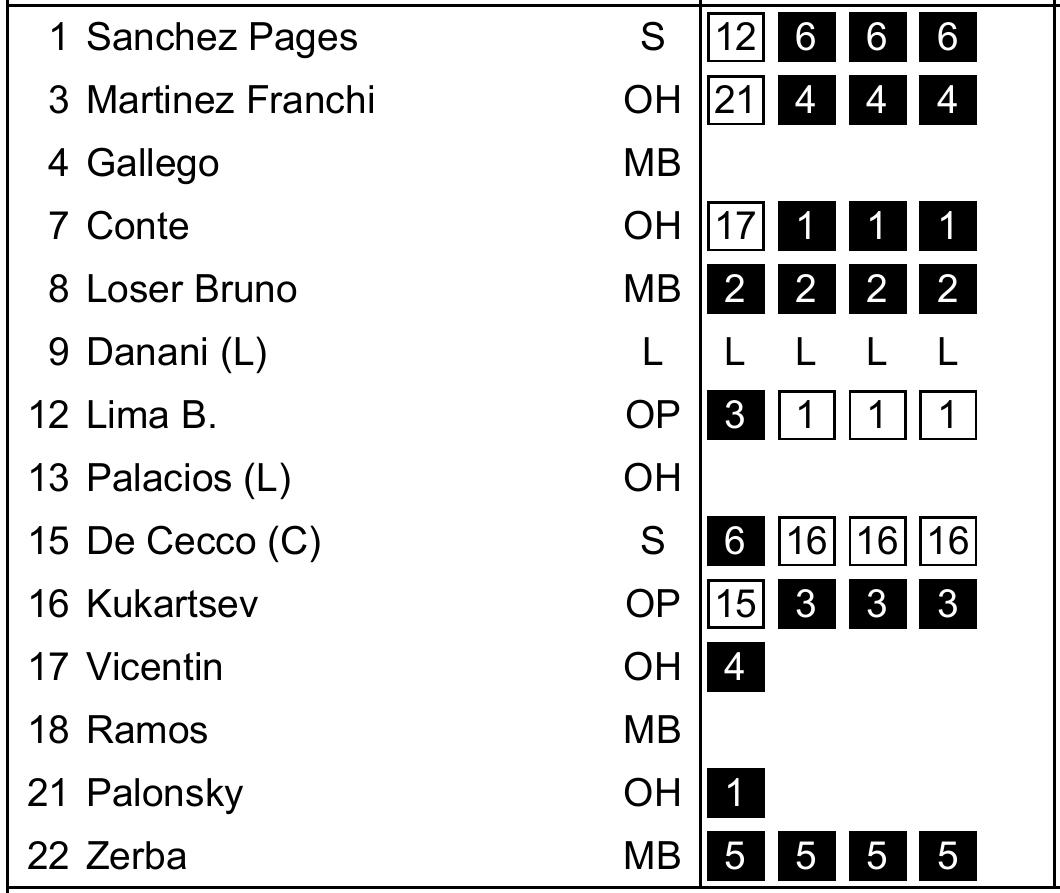 1 Sanchez Pages S 12 6 6 6
3 Martinez Franchi OH 21 4 4 4
4 Gallego MB
7 Conte OH 17 1 1 1
8 Loser Bruno MB 2 2 2 2
9 Danani (L) L L L L L
12 Lima B. OP 3 1 1 1
13 Palacios (L) OH
15 De Cecco (C) S 6 16 16 16
16 Kukartsev OP 15 3 3 3
17 Vicentin OH 4
18 Ramos MB
21 Palonsky OH 1
22 Zerba MB 5 5 5 5